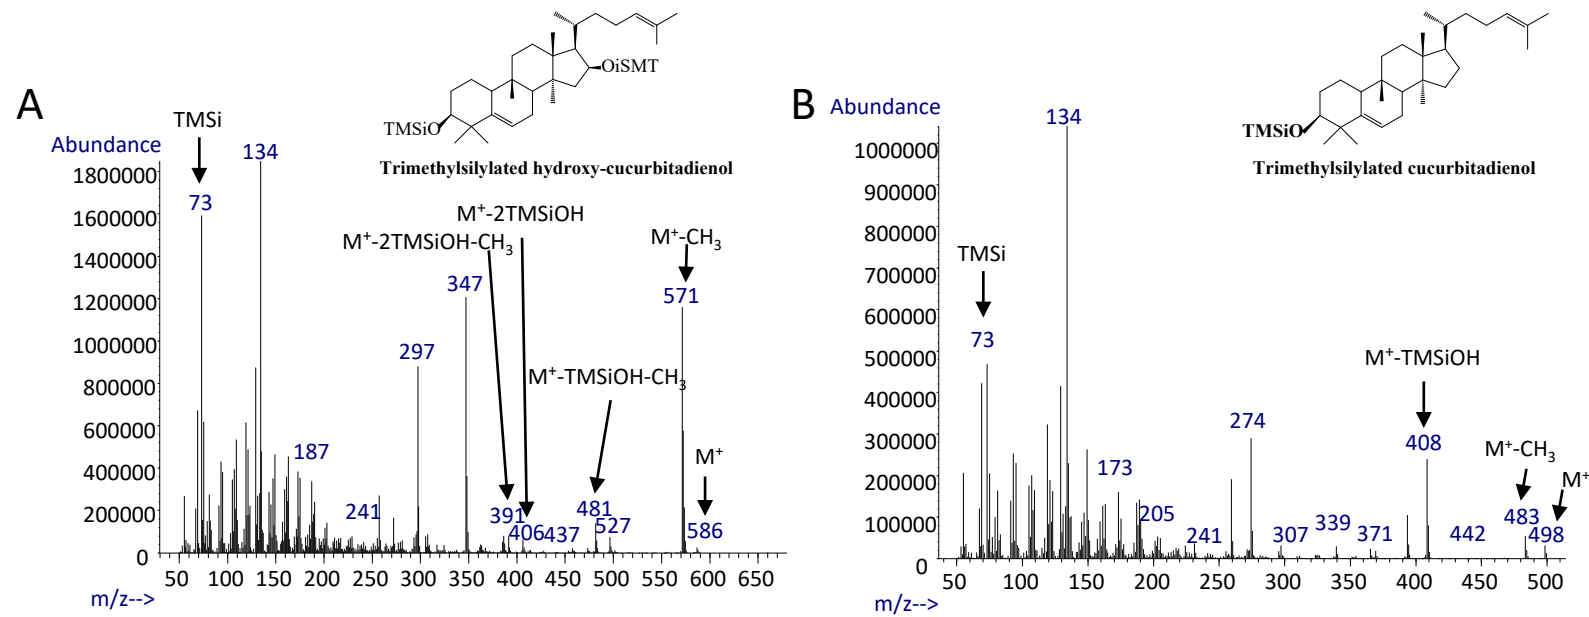 A
TMSiO
OiSMT
Trimethylsilylated hydroxy-cucurbitadienol
Abundance
1800000
1600000
1400000
1200000
1000000
800000
600000
400000
200000
0
TMSi
73
134
187
241
297
347
M⁺-2TMSiOH-CH₃
M⁺-2TMSiOH
391
406
437
M⁺-TMSiOH-CH₃
481
527
M⁺-CH₃
571
M⁺
586
50 100 150 200 250 300 350 400 450 500 550 600 650
m/z-->
B
TMSiO
Trimethylsilylated cucurbitadienol
Abundance
1000000
900000
800000
700000
600000
500000
400000
300000
200000
100000
0
TMSi
73
134
173
205
241
274
307
339
371
M⁺-TMSiOH
408
442
M⁺-CH₃
483
M⁺
498
50 100 150 200 250 300 350 400 450 500
m/z-->